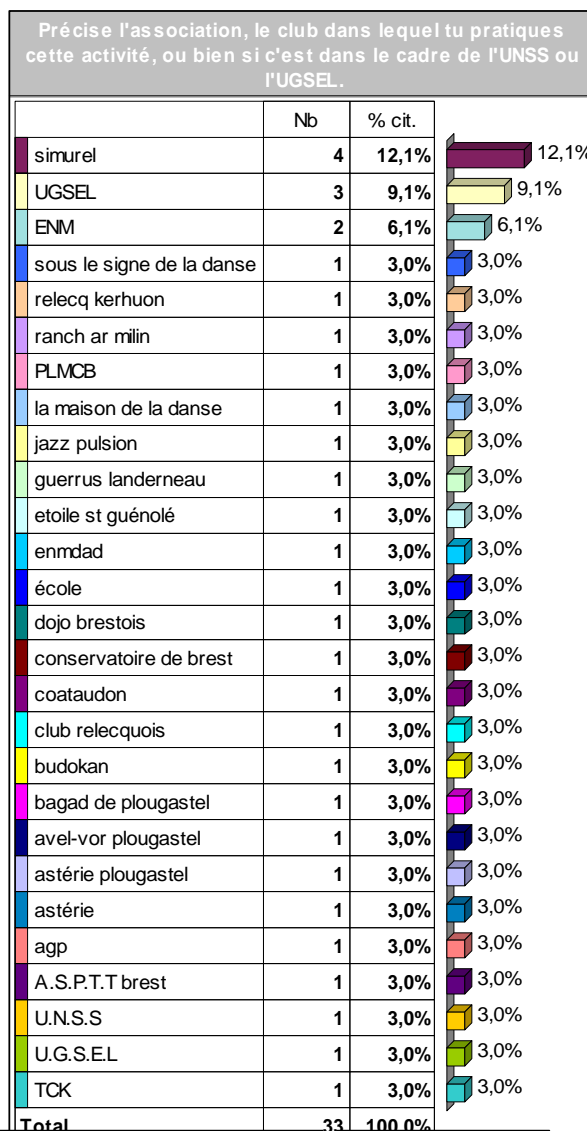 Précise l'association, le club dans lequel tu pratiques
cette activité, ou bien si c'est dans le cadre de l'UNSS ou
l'UGSEL.
Nb % cit.
simurel 4 12,1% 12,1%
UGSEL 3 9,1% 9,1%
ENM 2 6,1% 6,1%
sous le signe de la danse 1 3,0% 3,0%
relecq kerhuon 1 3,0% 3,0%
ranch ar milin 1 3,0% 3,0%
PLMCB 1 3,0% 3,0%
la maison de la danse 1 3,0% 3,0%
jazz pulsion 1 3,0% 3,0%
guerrus landerneau 1 3,0% 3,0%
etoile st guénolé 1 3,0% 3,0%
enmdad 1 3,0% 3,0%
école 1 3,0% 3,0%
dojo brestois 1 3,0% 3,0%
conservatoire de brest 1 3,0% 3,0%
coataudon 1 3,0% 3,0%
club relecquois 1 3,0% 3,0%
budokan 1 3,0% 3,0%
bagad de plougastel 1 3,0% 3,0%
avel-vor plougastel 1 3,0% 3,0%
astérie plougastel 1 3,0% 3,0%
astérie 1 3,0% 3,0%
agp 1 3,0% 3,0%
A.S.P.T.T brest 1 3,0% 3,0%
U.N.S.S 1 3,0% 3,0%
U.G.S.E.L 1 3,0% 3,0%
TCK 1 3,0% 3,0%
Total 33 100,0%